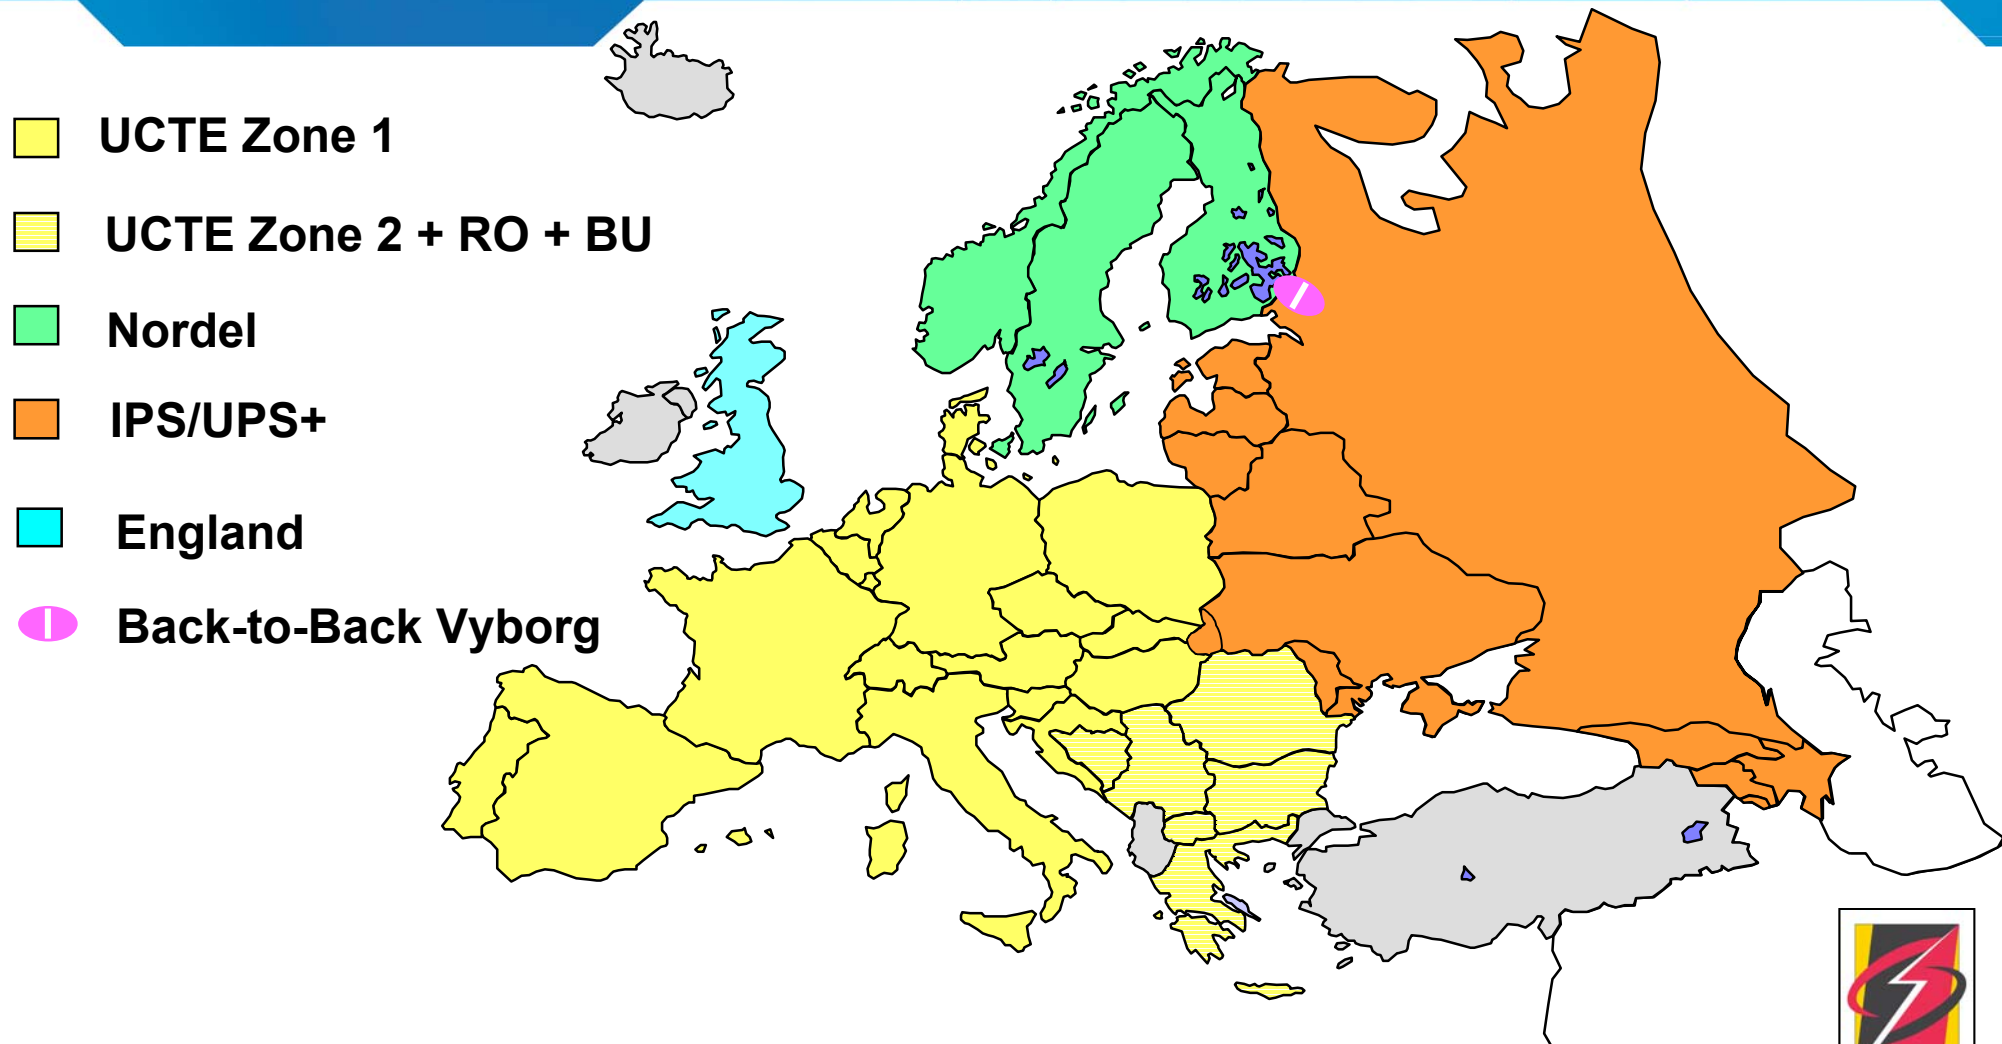 UCTE Zone 1
UCTE Zone 2 + RO + BU
Nordel
IPS/UPS+
England
Back-to-Back Vyborg